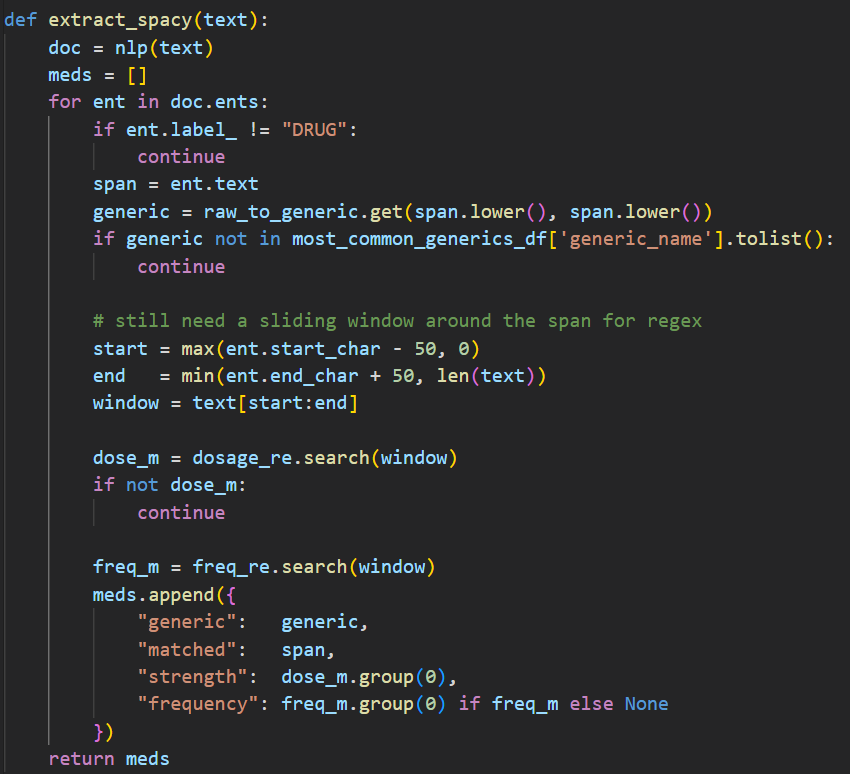 def extract_spacy(text):
    doc = nlp(text)
    meds = []
    for ent in doc.ents:
        if ent.label_ != "DRUG":
            continue
        span = ent.text
        generic = raw_to_generic.get(span.lower(), span.lower())
        if generic not in most_common_generics_df['generic_name'].tolist():
            continue

        # still need a sliding window around the span for regex
        start = max(ent.start_char - 50, 0)
        end   = min(ent.end_char + 50, len(text))
        window = text[start:end]

        dose_m = dosage_re.search(window)
        if not dose_m:
            continue

        freq_m = freq_re.search(window)
        meds.append({
            "generic":   generic,
            "matched":   span,
            "strength":  dose_m.group(0),
            "frequency": freq_m.group(0) if freq_m else None
        })
    return meds